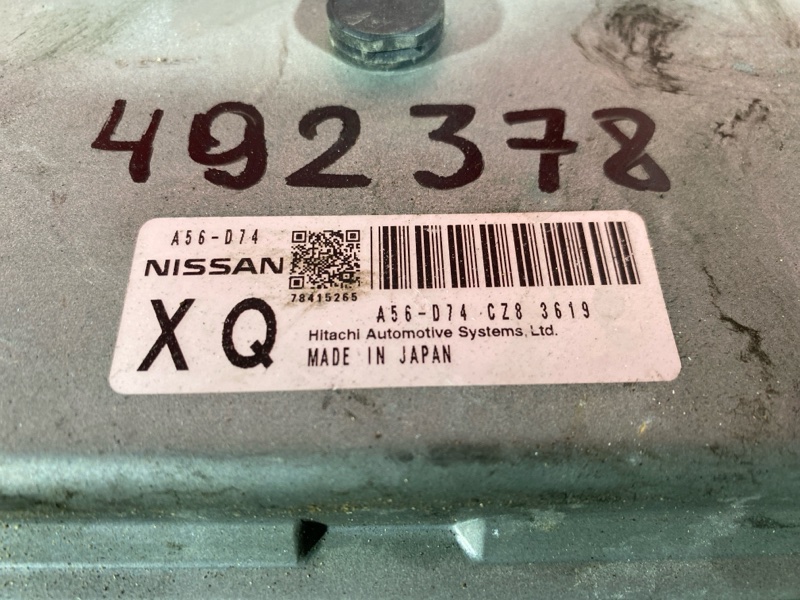 492378
A56-D74
NISSAN
78415265
XQ
A56-D74 CZ8 3619
Hitachi Automotive Systems, Ltd.
MADE IN JAPAN